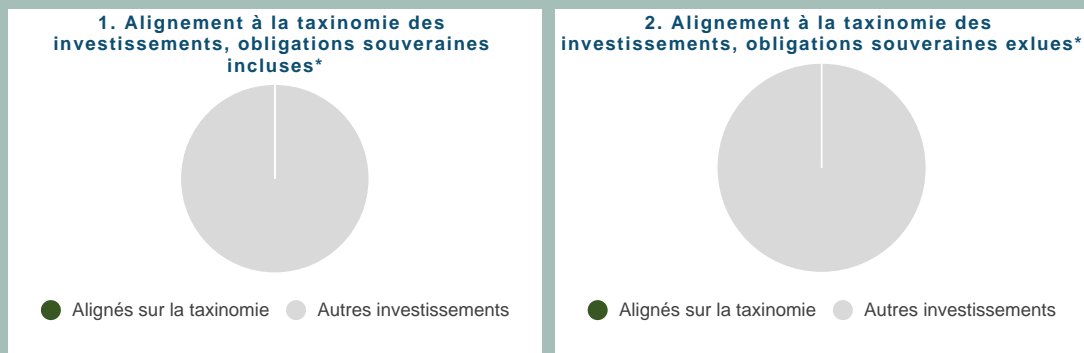 1. Alignement à la taxinomie des
investissements, obligations souveraines
incluses*
Alignés sur la taxinomie
Autres investissements
2. Alignement à la taxinomie des
investissements, obligations souveraines exlues*
Alignés sur la taxinomie
Autres investissements